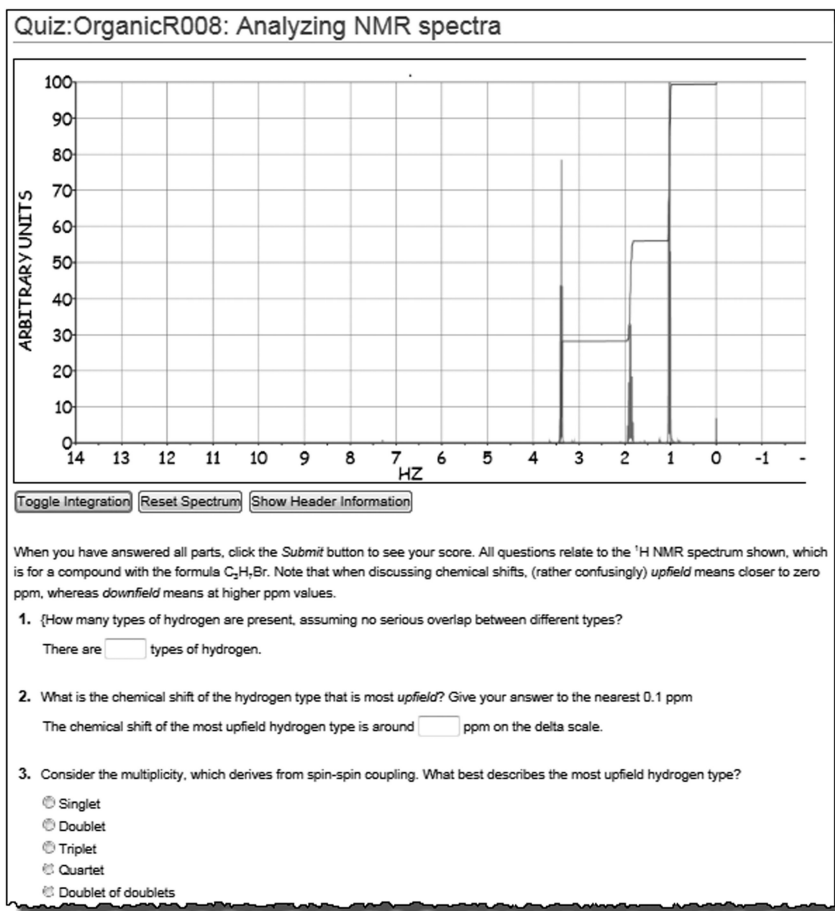 Quiz:OrganicR008: Analyzing NMR spectra
100
90
80
70
60
50
40
30
20
10
0
ARBITRARY UNITS
14 13 12 11 10 9 8 7 6 5 4 3 2 1 0 -1 -
HZ
Toggle Integration Reset Spectrum Show Header Information
When you have answered all parts, click the Submit button to see your score. All questions relate to the ¹H NMR spectrum shown, which
is for a compound with the formula C₃H₇Br. Note that when discussing chemical shifts, (rather confusingly) upfield means closer to zero
ppm, whereas downfield means at higher ppm values.
1. {How many types of hydrogen are present, assuming no serious overlap between different types?
There are types of hydrogen.
2. What is the chemical shift of the hydrogen type that is most upfield? Give your answer to the nearest 0.1 ppm
The chemical shift of the most upfield hydrogen type is around ppm on the delta scale.
3. Consider the multiplicity, which derives from spin-spin coupling. What best describes the most upfield hydrogen type?
Singlet
Doublet
Triplet
Quartet
Doublet of doublets